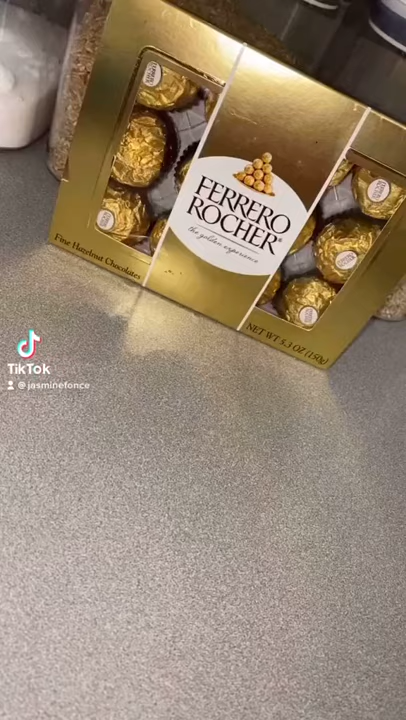 FERRERO
ROCHER®
the golden experience
Fine Hazelnut Chocolates
NET WT 5.3 OZ (150g)
TikTok
@jasminefonce